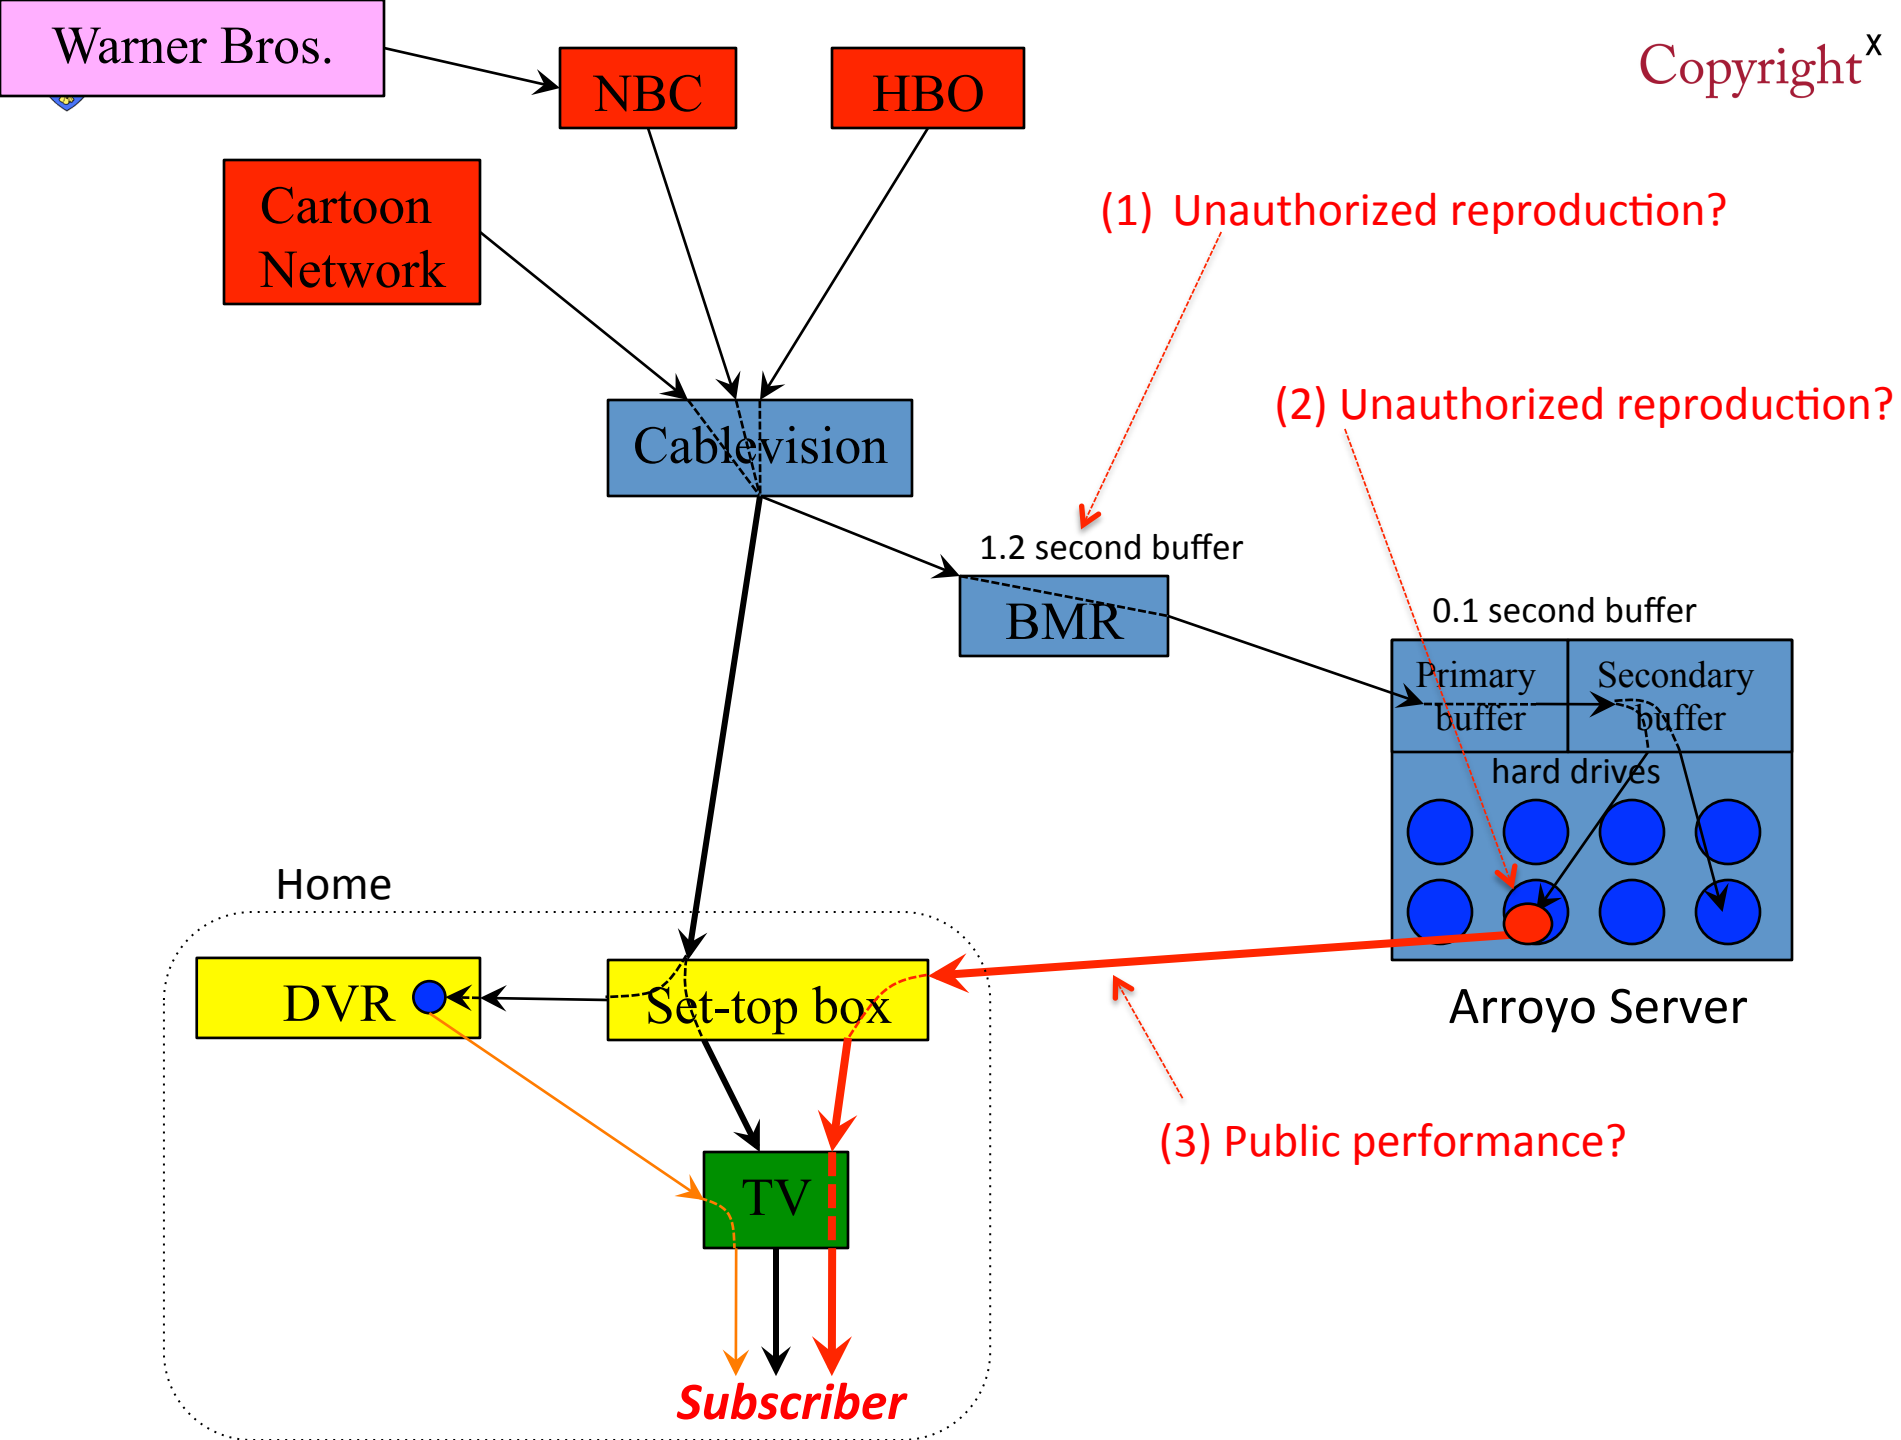 Warner Bros.
NBC
HBO
Copyright
X
Cartoon
Network
(1) Unauthorized reproduction?
(2) Unauthorized reproduction?
Cablevision
1.2 second buffer
BMR
0.1 second buffer
Primary
buffer
Secondary
buffer
hard drives
Home
DVR
Set-top box
Arroyo Server
(3) Public performance?
TV
Subscriber